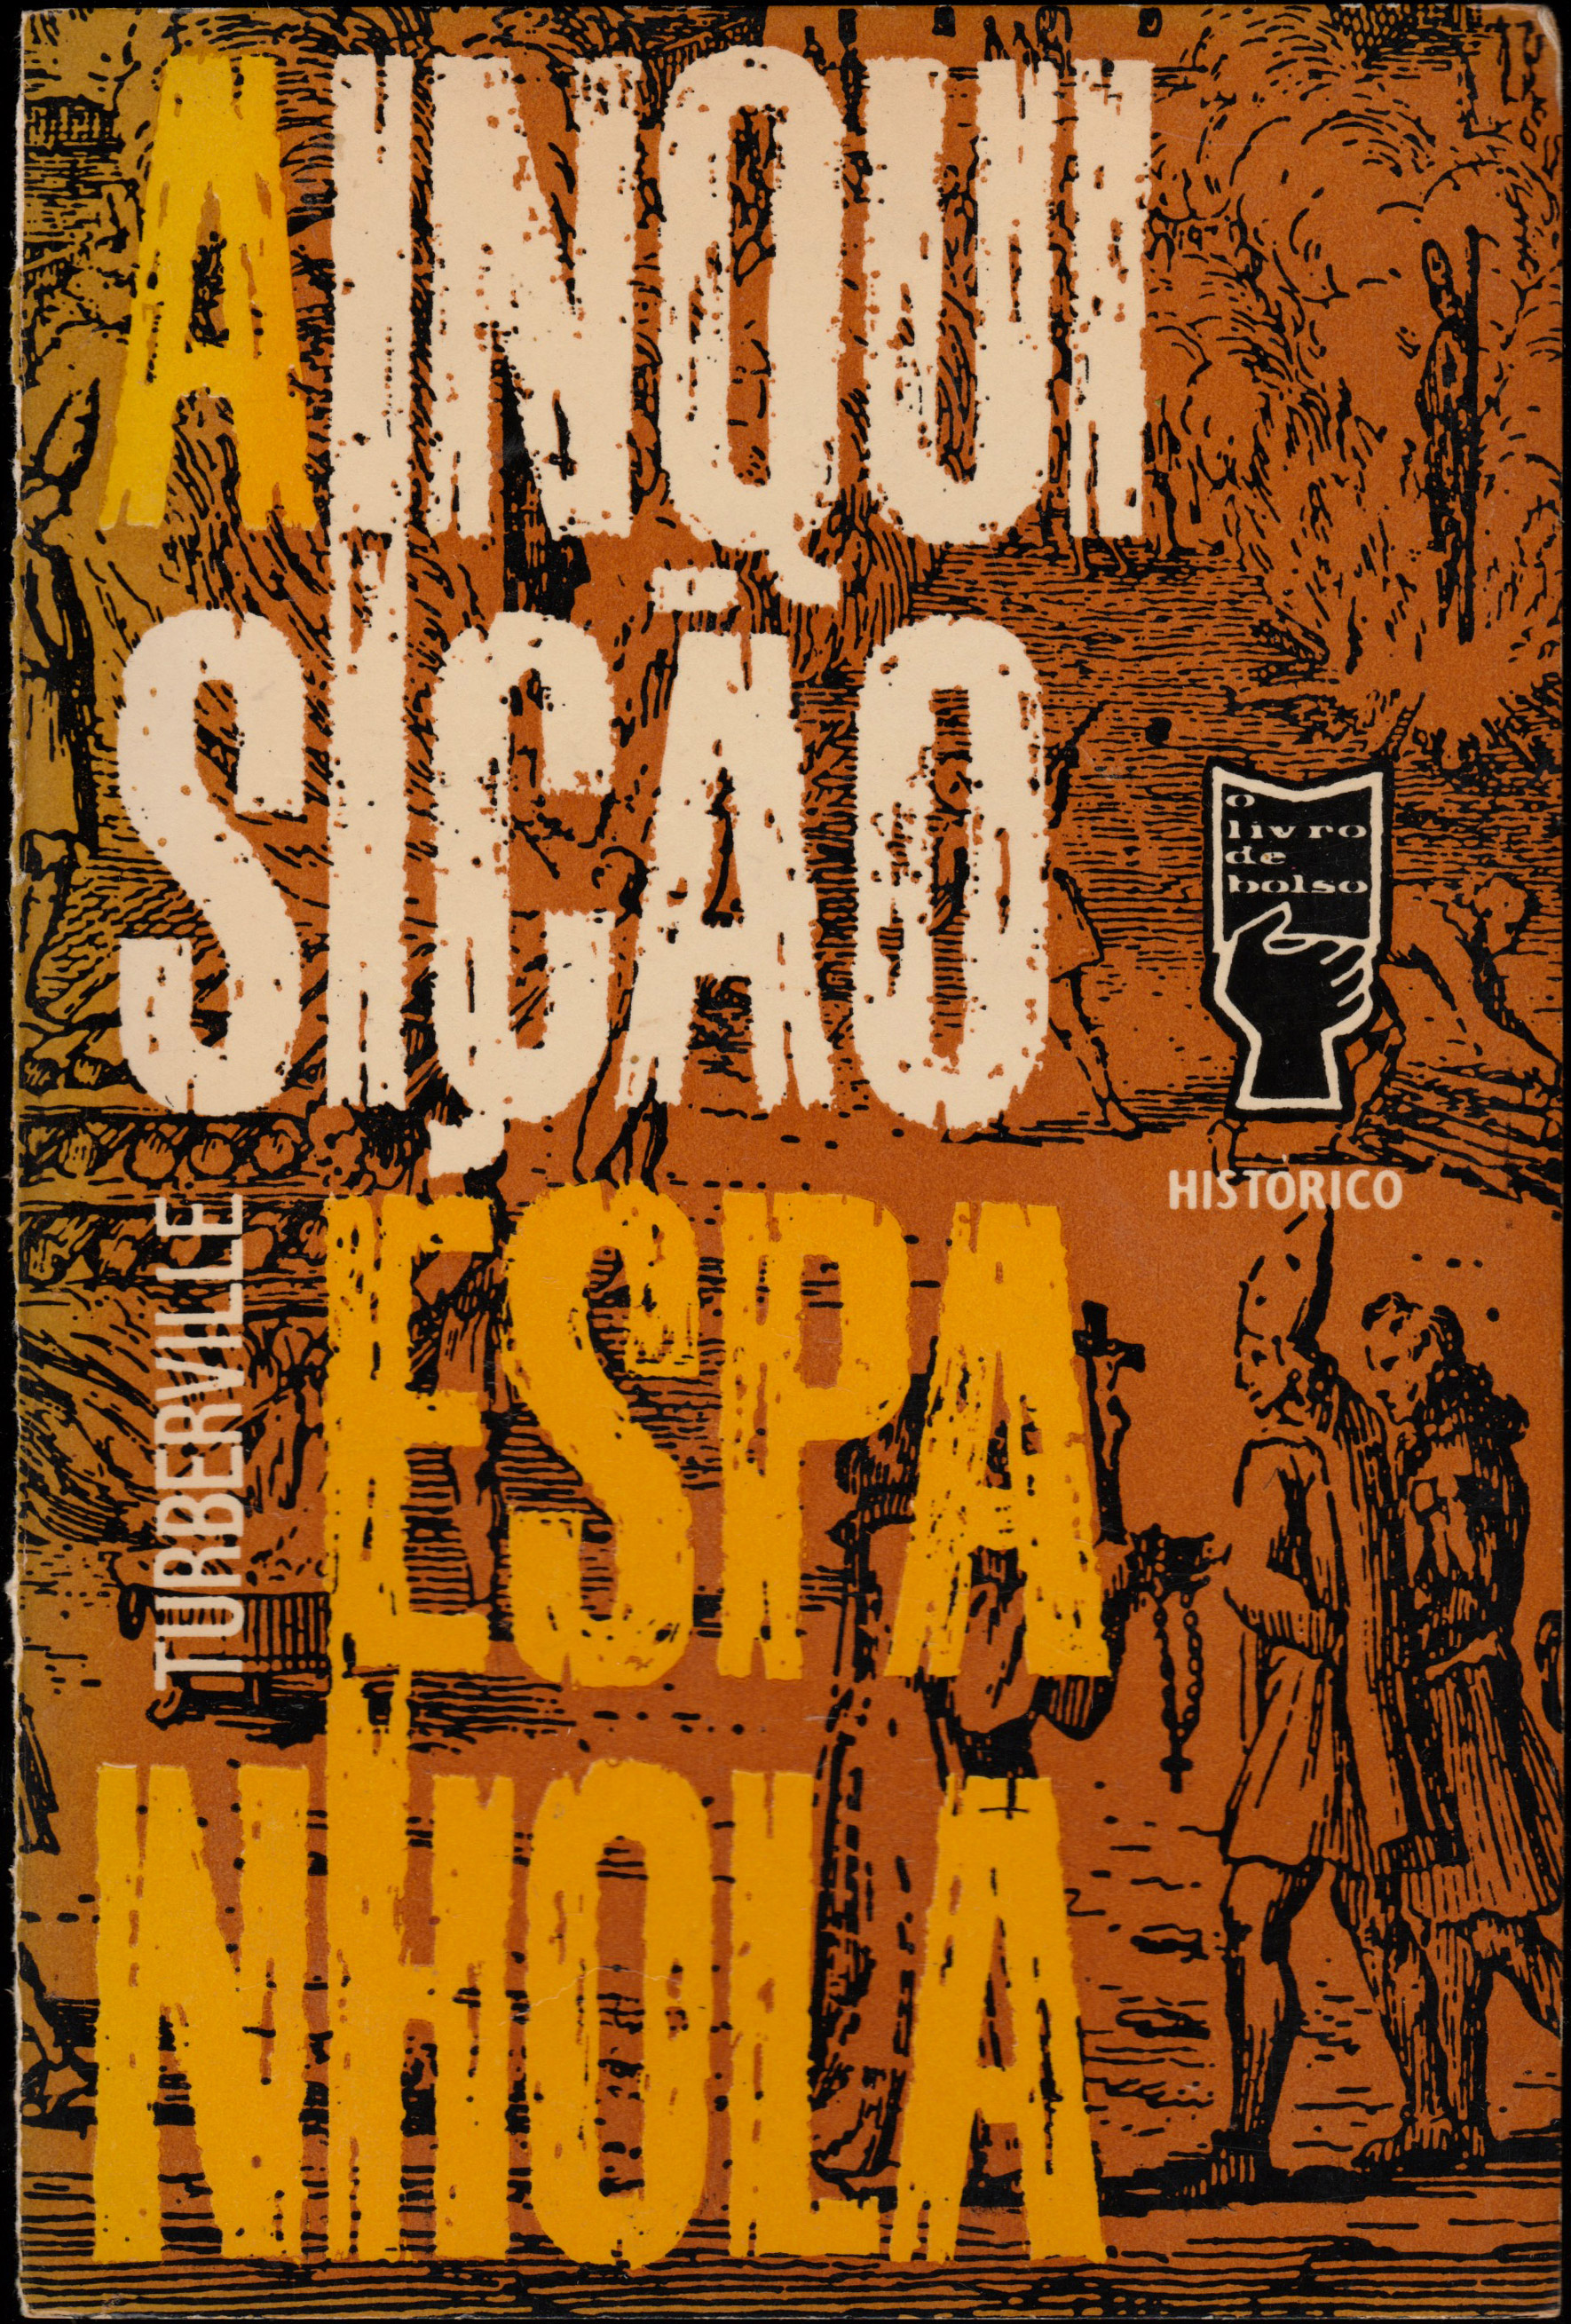 A INQUI
SIÇÃO
ESPA
NHOLA
TURBERVILLE
o
livro
de
bolso
HISTÓRICO